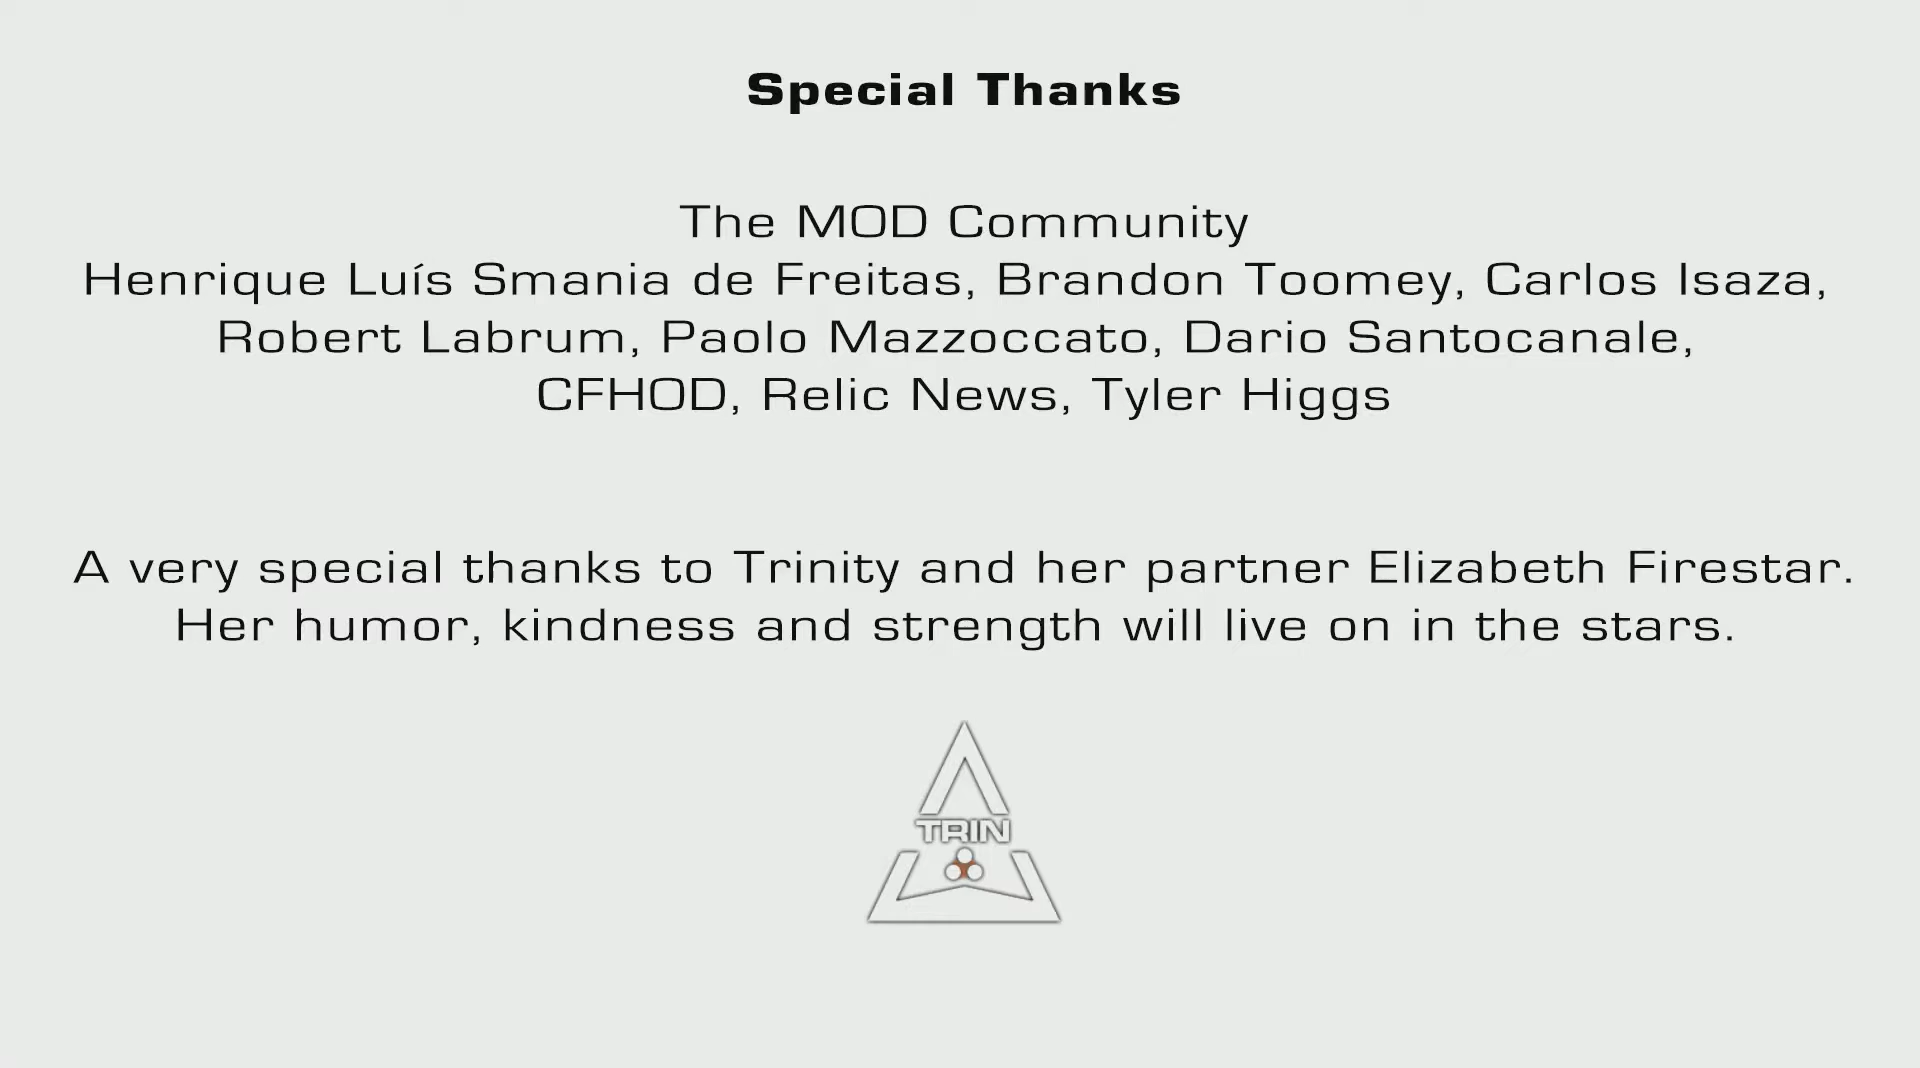 Special Thanks
The MOD Community
Henrique Luís Smania de Freitas, Brandon Toomey, Carlos Isaza,
Robert Labrum, Paolo Mazzoccato, Dario Santocanale,
CFHOD, Relic News, Tyler Higgs
A very special thanks to Trinity and her partner Elizabeth Firestar.
Her humor, kindness and strength will live on in the stars.
TRIN